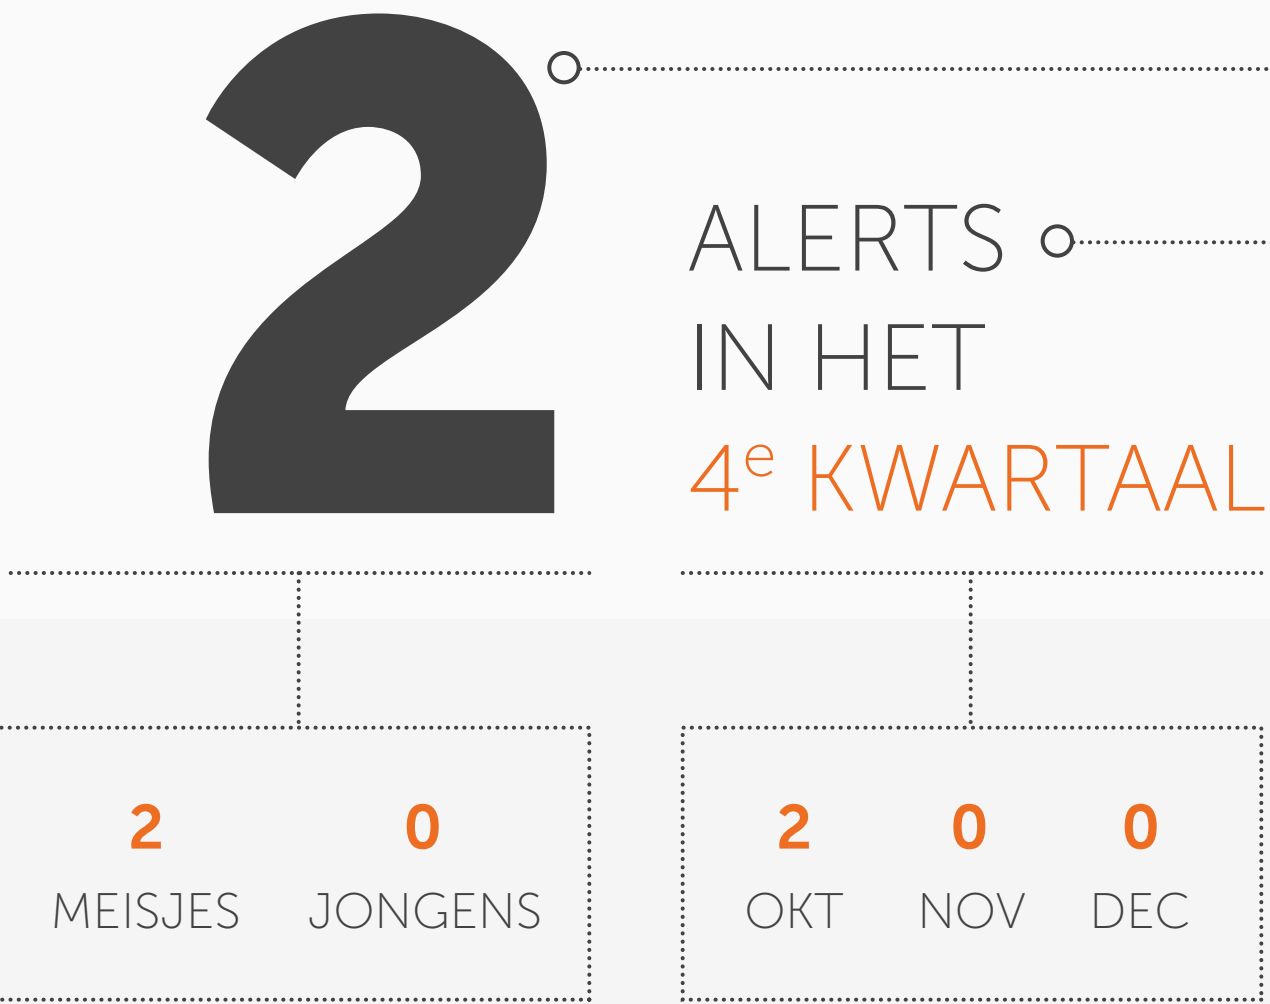 2
ALERTS
IN HET
4e KWARTAAL
2 0
MEISJES JONGENS
2 0 0
OKT NOV DEC